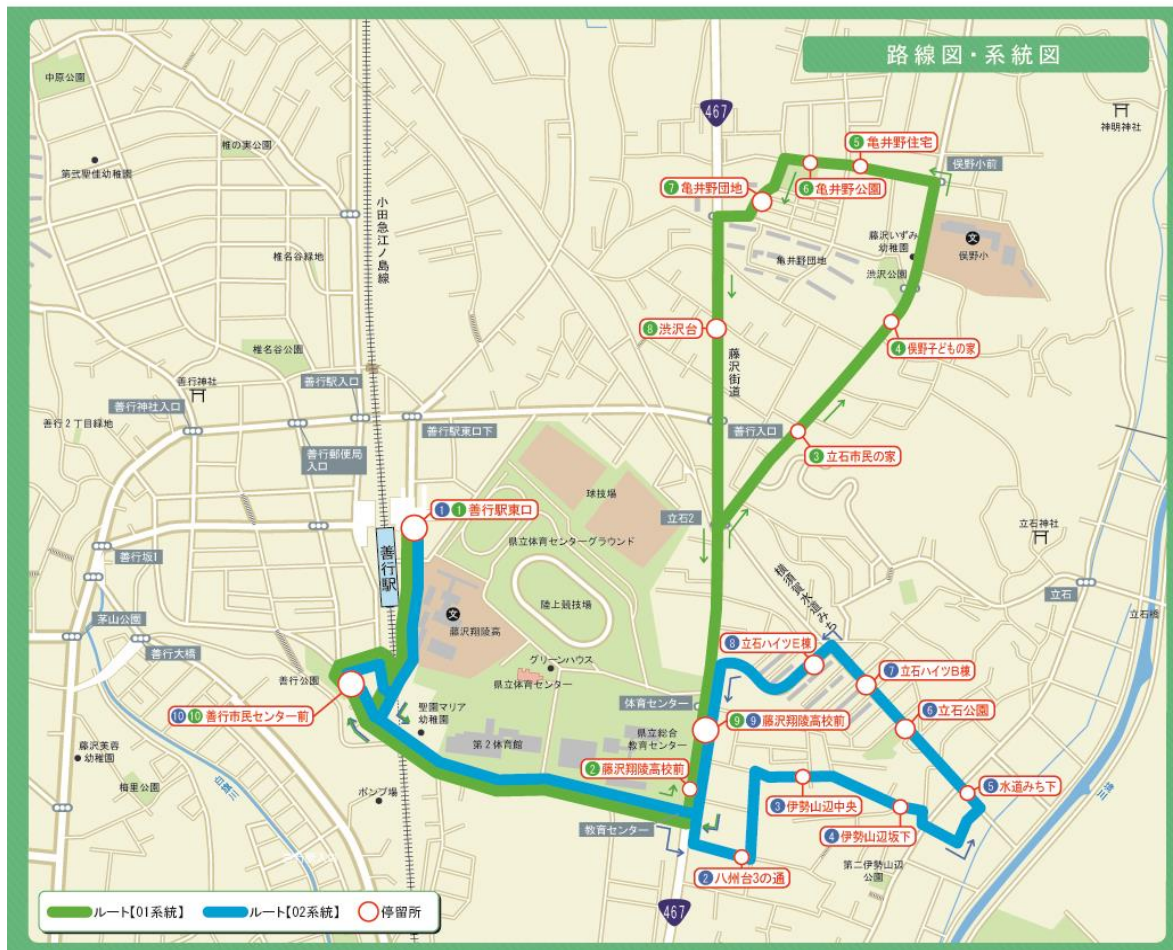 路線図・系統図
中原公園
神明神社
467
椎の実公園
第弐聖佳幼稚園
5 亀井野住宅
俣野小前
7 亀井野団地
6 亀井野公園
小田急江ノ島線
藤沢いずみ
幼稚園
文
俣野小
椎名谷緑地
亀井野団地
渋沢公園
8 渋沢台
4 俣野子どもの家
藤沢街道
椎名谷公園
善行神社
善行駅入口
善行神社入口
善行2丁目緑地
善行駅東口下
善行入口
善行郵便局
入口
3 立石市民の家
球技場
1 1 善行駅東口
立石2
立石神社
県立体育センターグラウンド
善行坂1
善行駅
横須賀水道みち
陸上競技場
立石
立石橋
茅山公園
文
藤沢翔陵高
8 立石ハイツE棟
善行大橋
グリーンハウス
7 立石ハイツB棟
善行公園
県立体育センター
体育センター
6 立石公園
10 10 善行市民センター前
聖園マリア
幼稚園
9 9 藤沢翔陵高校前
県立総合
教育センター
第2体育館
藤沢芙蓉
幼稚園
2 藤沢翔陵高校前
5 水道みち下
梅里公園
白旗川
ポンプ場
3 伊勢山辺中央
教育センター
4 伊勢山辺坂下
第二伊勢山辺
公園
2 八州台3の通
467
ルート【01系統】 ルート【02系統】 停留所